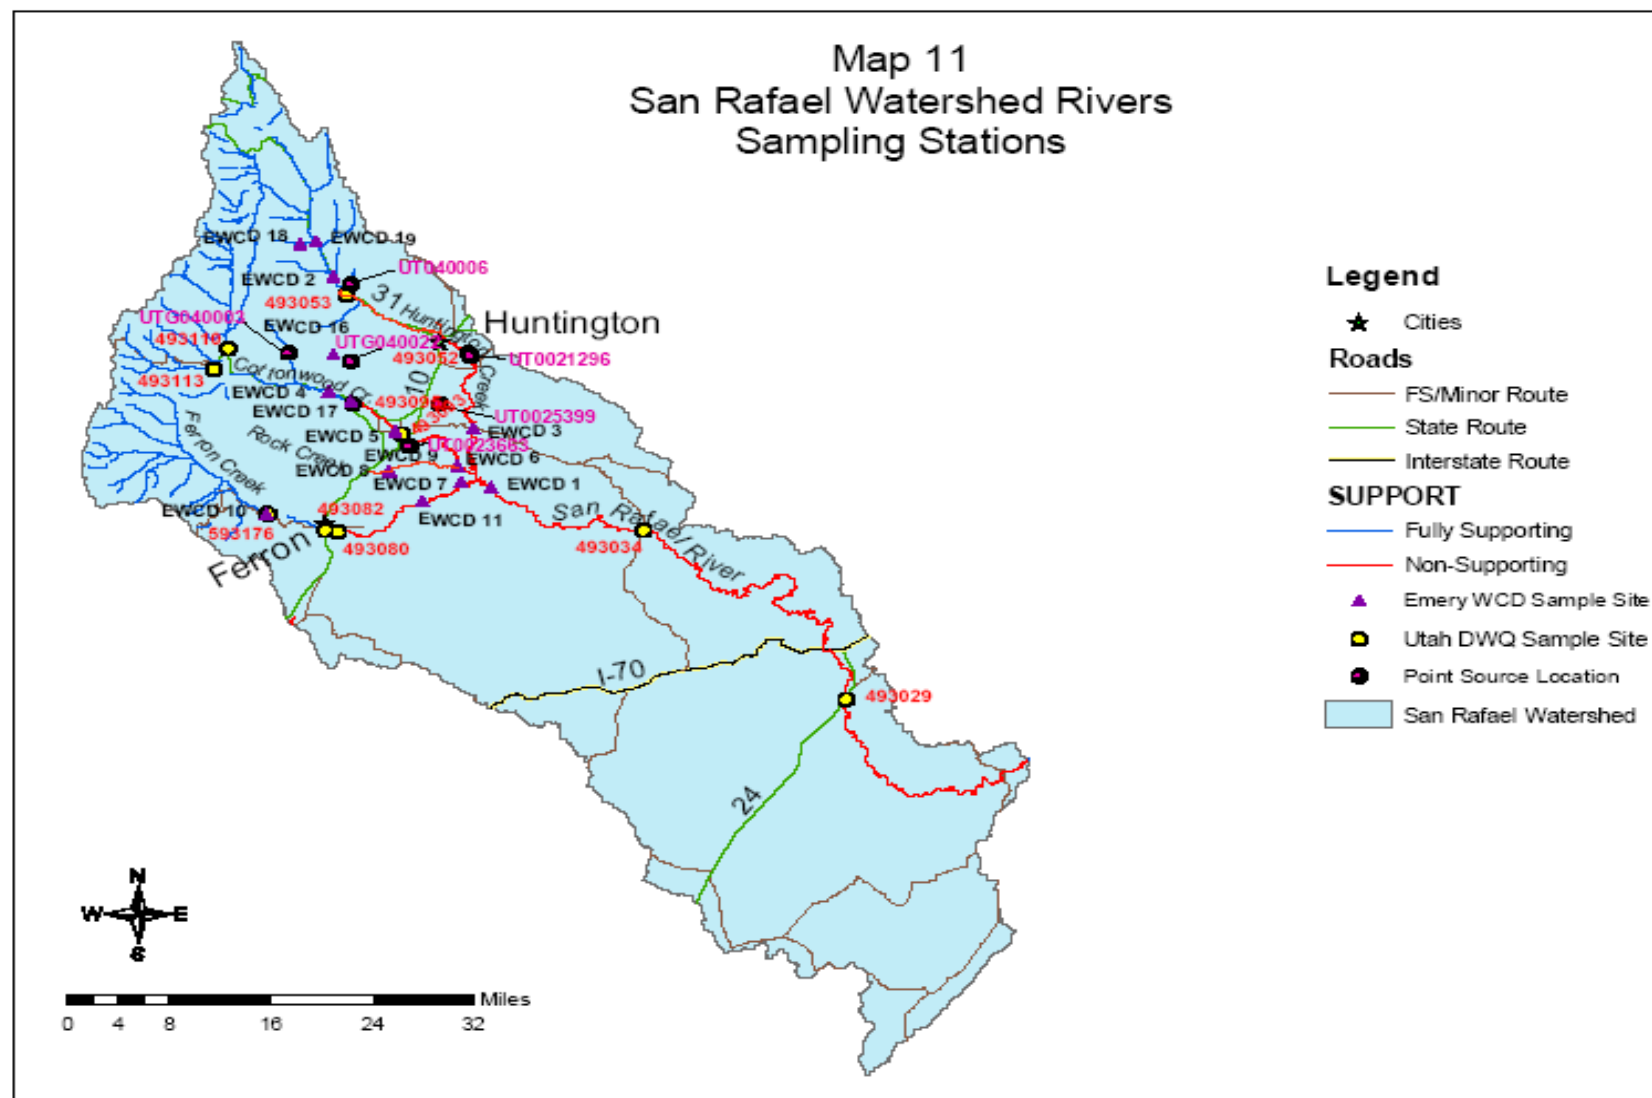 Map 11
San Rafael Watershed Rivers
Sampling Stations
EWCD 18
EWCD 19
EWCD 2
UT040006
493053
31
Huntington
Creek
Huntington
UTG040002
EWCD 16
493119
UTG040022
493052
UT0021296
493113
Cottonwood Cr.
10
EWCD 4
EWCD 17
UT0025399
Ferron Creek
Rock Creek
EWCD 5
EWCD 3
UT0023663
EWCD 9
EWCD 6
EWCD 8
EWCD 7
EWCD 1
EWCD 10
493082
EWCD 11
San Rafael River
593176
493080
493034
Ferron
I-70
493029
24
N
W E
S
Miles
0 4 8 16 24 32
Legend
Cities
Roads
FS/Minor Route
State Route
Interstate Route
SUPPORT
Fully Supporting
Non-Supporting
Emery WCD Sample Site
Utah DWQ Sample Site
Point Source Location
San Rafael Watershed